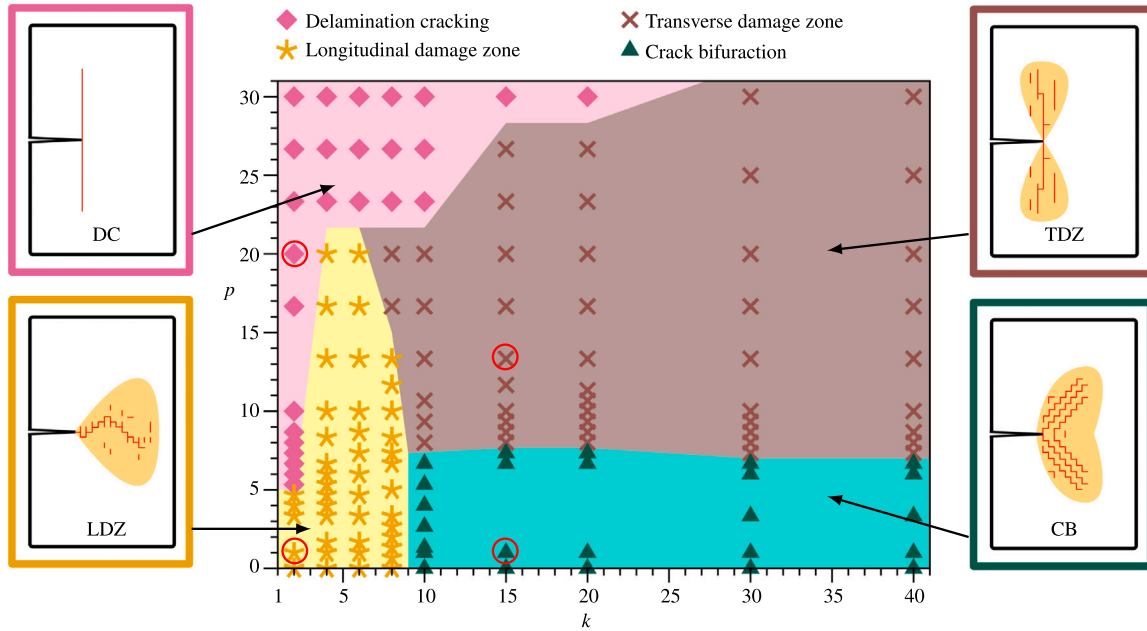 Delamination cracking
Transverse damage zone
Longitudinal damage zone
Crack bifuraction
DC
TDZ
LDZ
CB
p
30
25
20
15
10
5
0
1 5 10 15 20 25 30 35 40
k